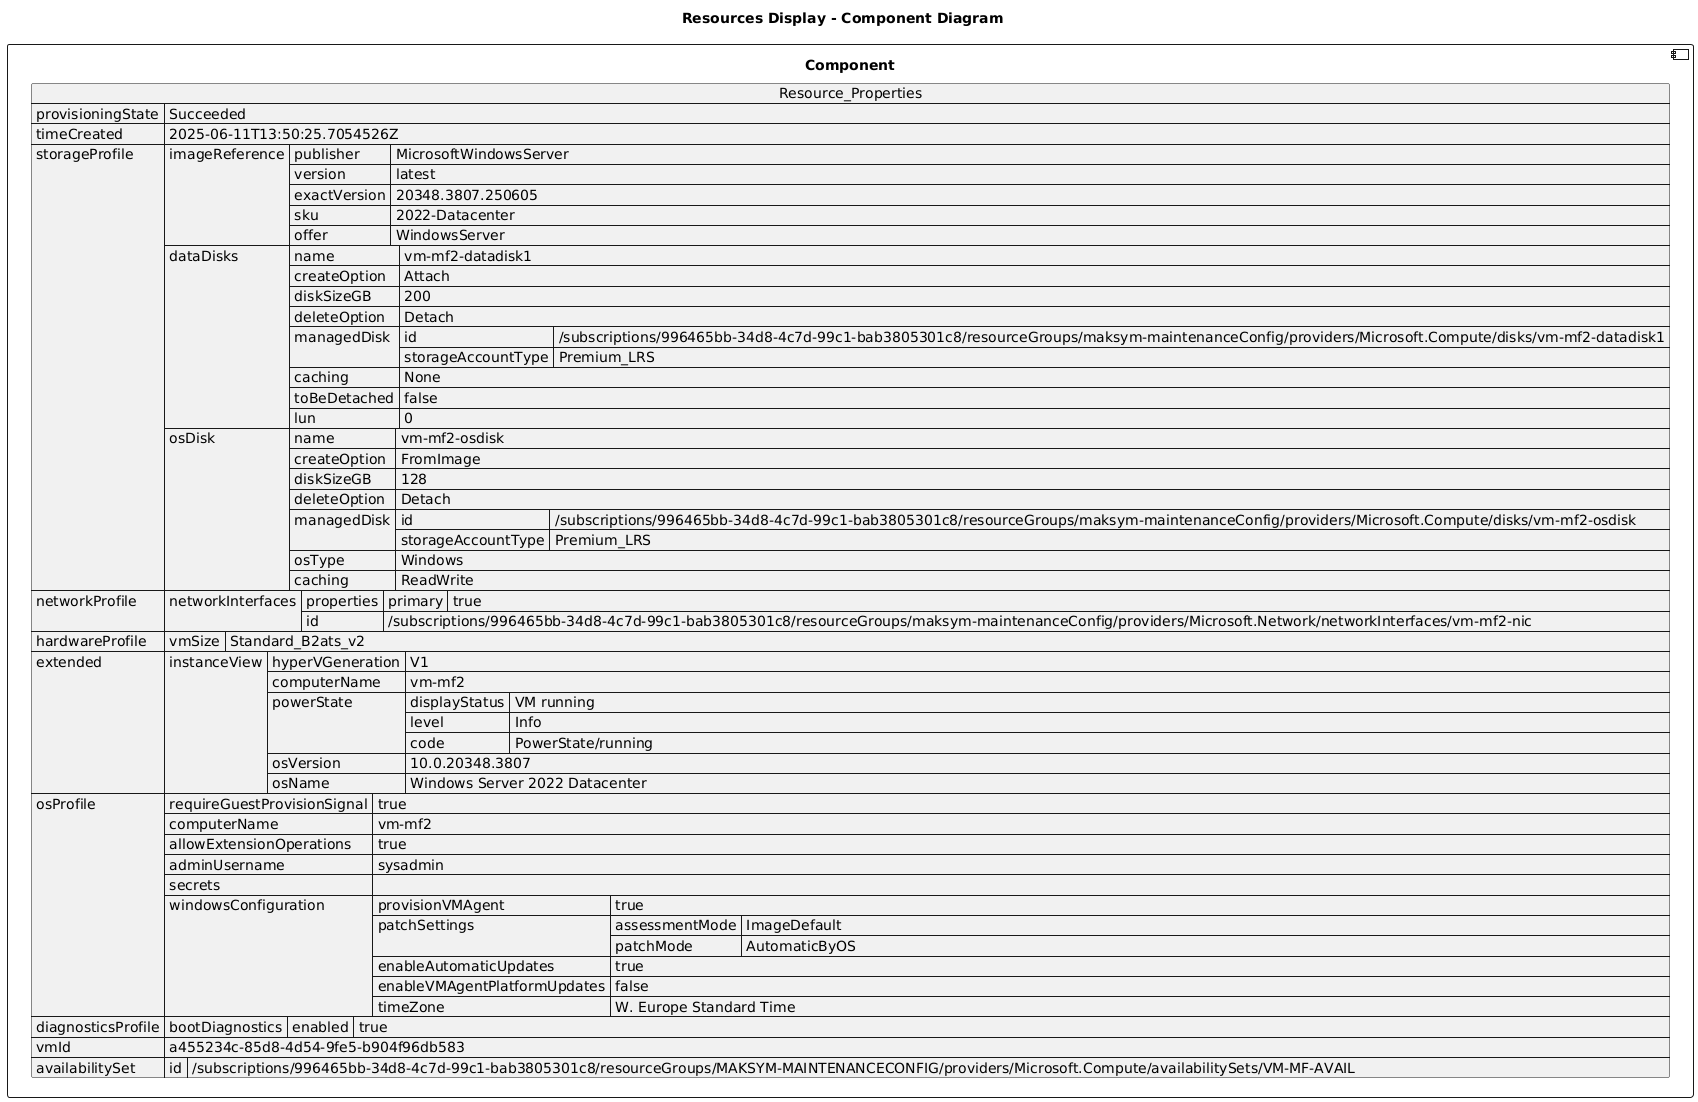 Resources Display - Component Diagram
Component
Resource_Properties
provisioningState Succeeded
timeCreated 2025-06-11T13:50:25.7054526Z
storageProfile imageReference publisher MicrosoftWindowsServer
version latest
exactVersion 20348.3807.250605
sku 2022-Datacenter
offer WindowsServer
dataDisks name vm-mf2-datadisk1
createOption Attach
diskSizeGB 200
deleteOption Detach
managedDisk id /subscriptions/996465bb-34d8-4c7d-99c1-bab3805301c8/resourceGroups/maksym-maintenanceConfig/providers/Microsoft.Compute/disks/vm-mf2-datadisk1
storageAccountType Premium_LRS
caching None
toBeDetached false
lun 0
osDisk name vm-mf2-osdisk
createOption FromImage
diskSizeGB 128
deleteOption Detach
managedDisk id /subscriptions/996465bb-34d8-4c7d-99c1-bab3805301c8/resourceGroups/maksym-maintenanceConfig/providers/Microsoft.Compute/disks/vm-mf2-osdisk
storageAccountType Premium_LRS
osType Windows
caching ReadWrite
networkProfile networkInterfaces properties primary true
id /subscriptions/996465bb-34d8-4c7d-99c1-bab3805301c8/resourceGroups/maksym-maintenanceConfig/providers/Microsoft.Network/networkInterfaces/vm-mf2-nic
hardwareProfile vmSize Standard_B2ats_v2
extended instanceView hyperVGeneration V1
computerName vm-mf2
powerState displayStatus VM running
level Info
code PowerState/running
osVersion 10.0.20348.3807
osName Windows Server 2022 Datacenter
osProfile requireGuestProvisionSignal true
computerName vm-mf2
allowExtensionOperations true
adminUsername sysadmin
secrets
windowsConfiguration provisionVMAgent true
patchSettings assessmentMode ImageDefault
patchMode AutomaticByOS
enableAutomaticUpdates true
enableVMAgentPlatformUpdates false
timeZone W. Europe Standard Time
diagnosticsProfile bootDiagnostics enabled true
vmId a455234c-85d8-4d54-9fe5-b904f96db583
availabilitySet id /subscriptions/996465bb-34d8-4c7d-99c1-bab3805301c8/resourceGroups/MAKSYM-MAINTENANCECONFIG/providers/Microsoft.Compute/availabilitySets/VM-MF-AVAIL